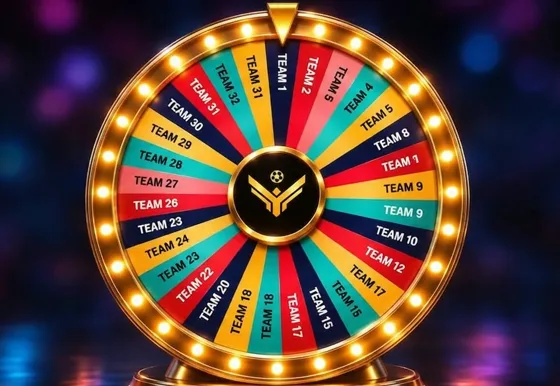 TEAM 1
TEAM 2
TEAM 5
TEAM 4
TEAM 5
TEAM 8
TEAM 1
TEAM 9
TEAM 9
TEAM 10
TEAM 12
TEAM 17
TEAM 15
TEAM 15
TEAM 17
TEAM 18
TEAM 18
TEAM 20
TEAM 22
TEAM 23
TEAM 24
TEAM 23
TEAM 26
TEAM 27
TEAM 28
TEAM 29
TEAM 30
TEAM 31
TEAM 32
TEAM 31